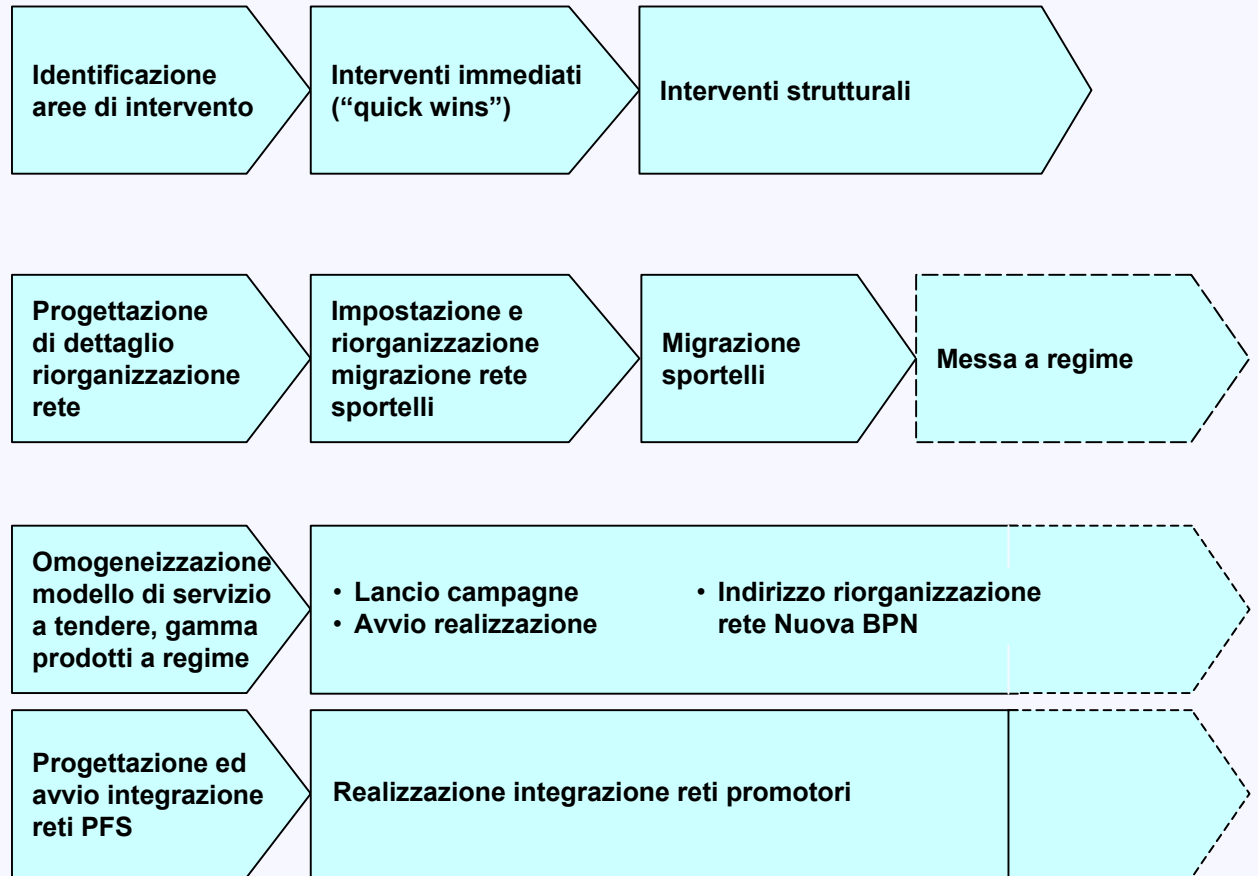 Identificazione
aree di intervento
Interventi immediati
(“quick wins”)
Interventi strutturali
Progettazione
di dettaglio
riorganizzazione
rete
Impostazione e
riorganizzazione
migrazione rete
sportelli
Migrazione
sportelli
Messa a regime
Omogeneizzazione
modello di servizio
a tendere, gamma
prodotti a regime
• Lancio campagne
• Avvio realizzazione
• Indirizzo riorganizzazione
rete Nuova BPN
Progettazione ed
avvio integrazione
reti PFS
Realizzazione integrazione reti promotori